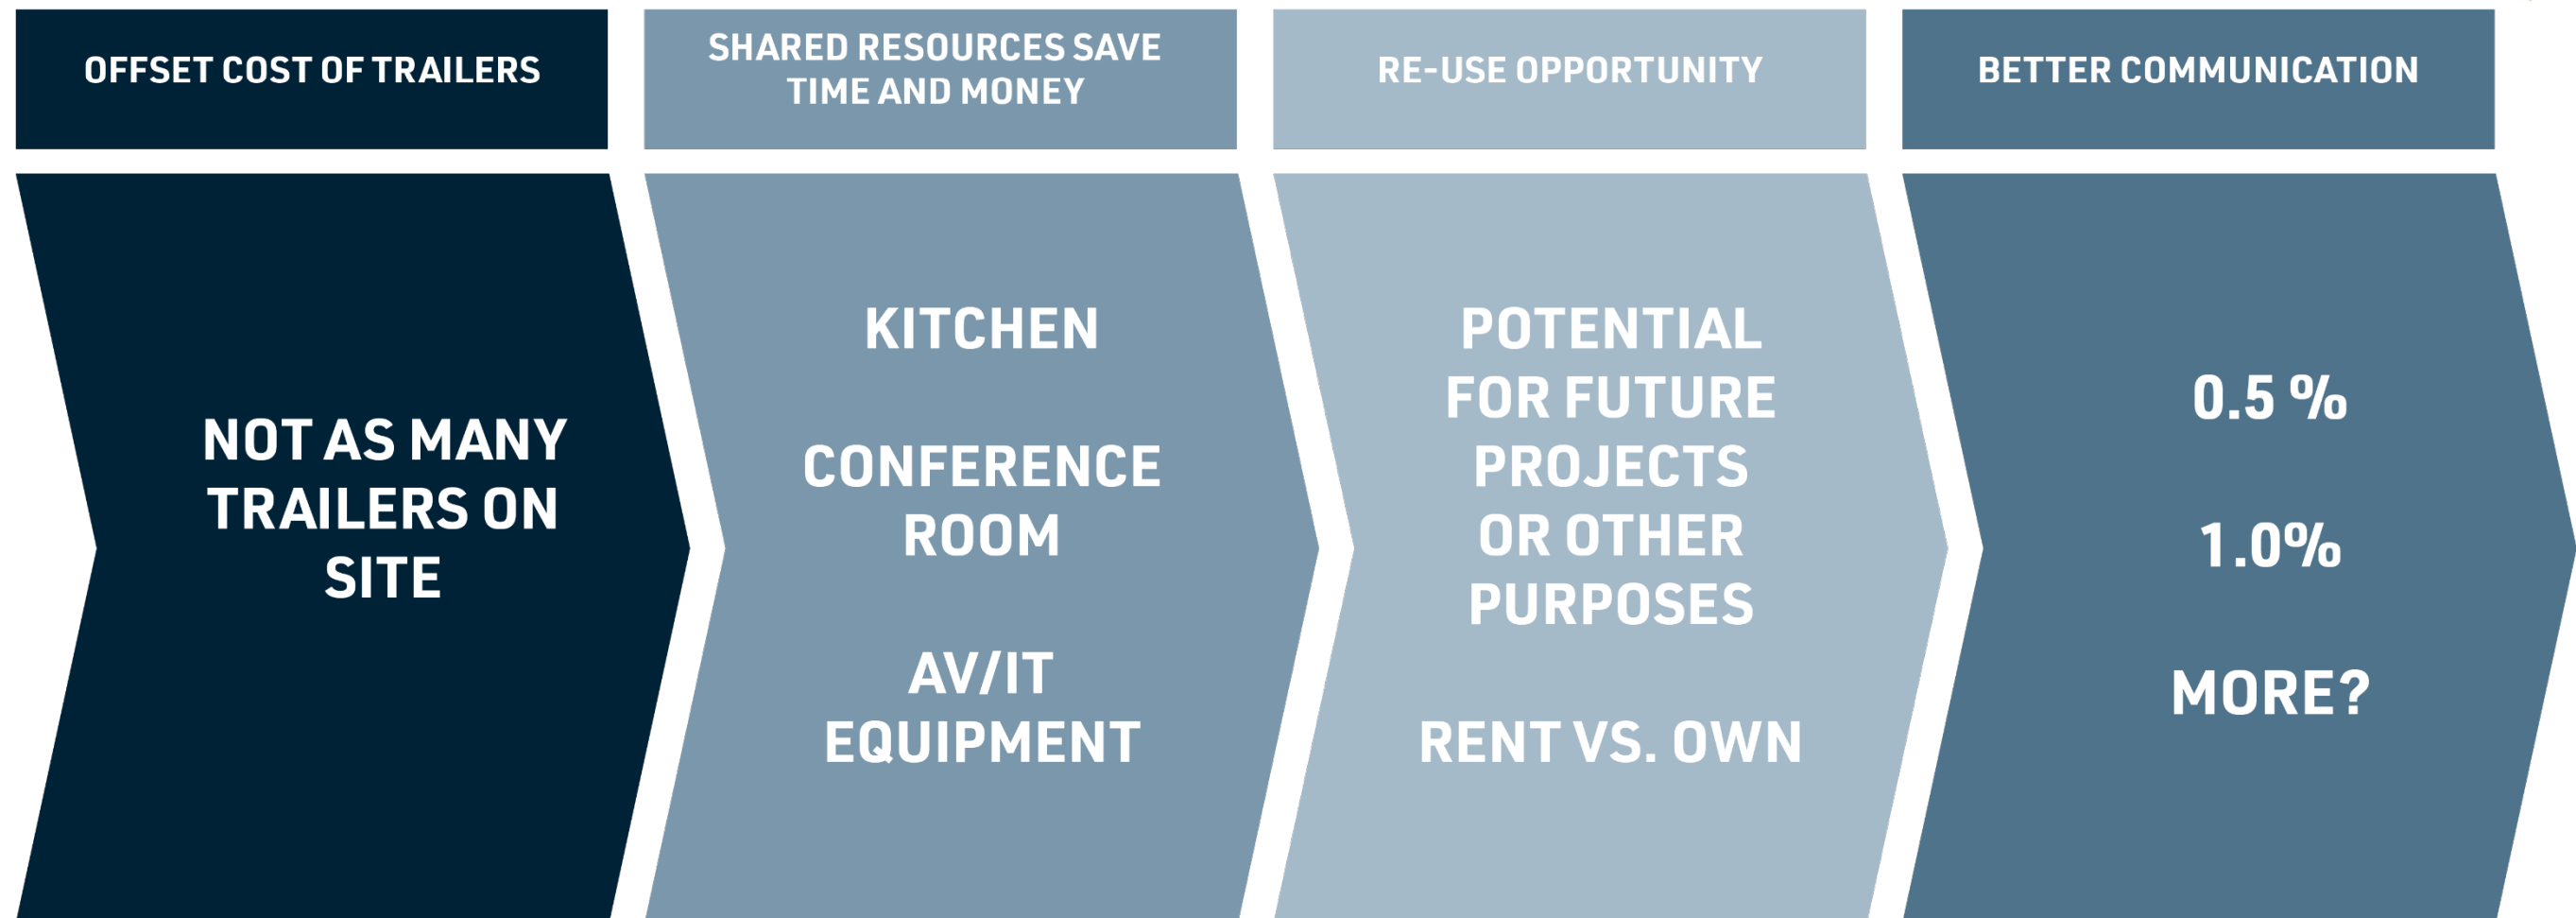 OFFSET COST OF TRAILERS
SHARED RESOURCES SAVE
TIME AND MONEY
RE-USE OPPORTUNITY
BETTER COMMUNICATION
NOT AS MANY
TRAILERS ON
SITE
KITCHEN
CONFERENCE
ROOM
AV/IT
EQUIPMENT
POTENTIAL
FOR FUTURE
PROJECTS
OR OTHER
PURPOSES
RENT VS. OWN
0.5 %
1.0%
MORE?